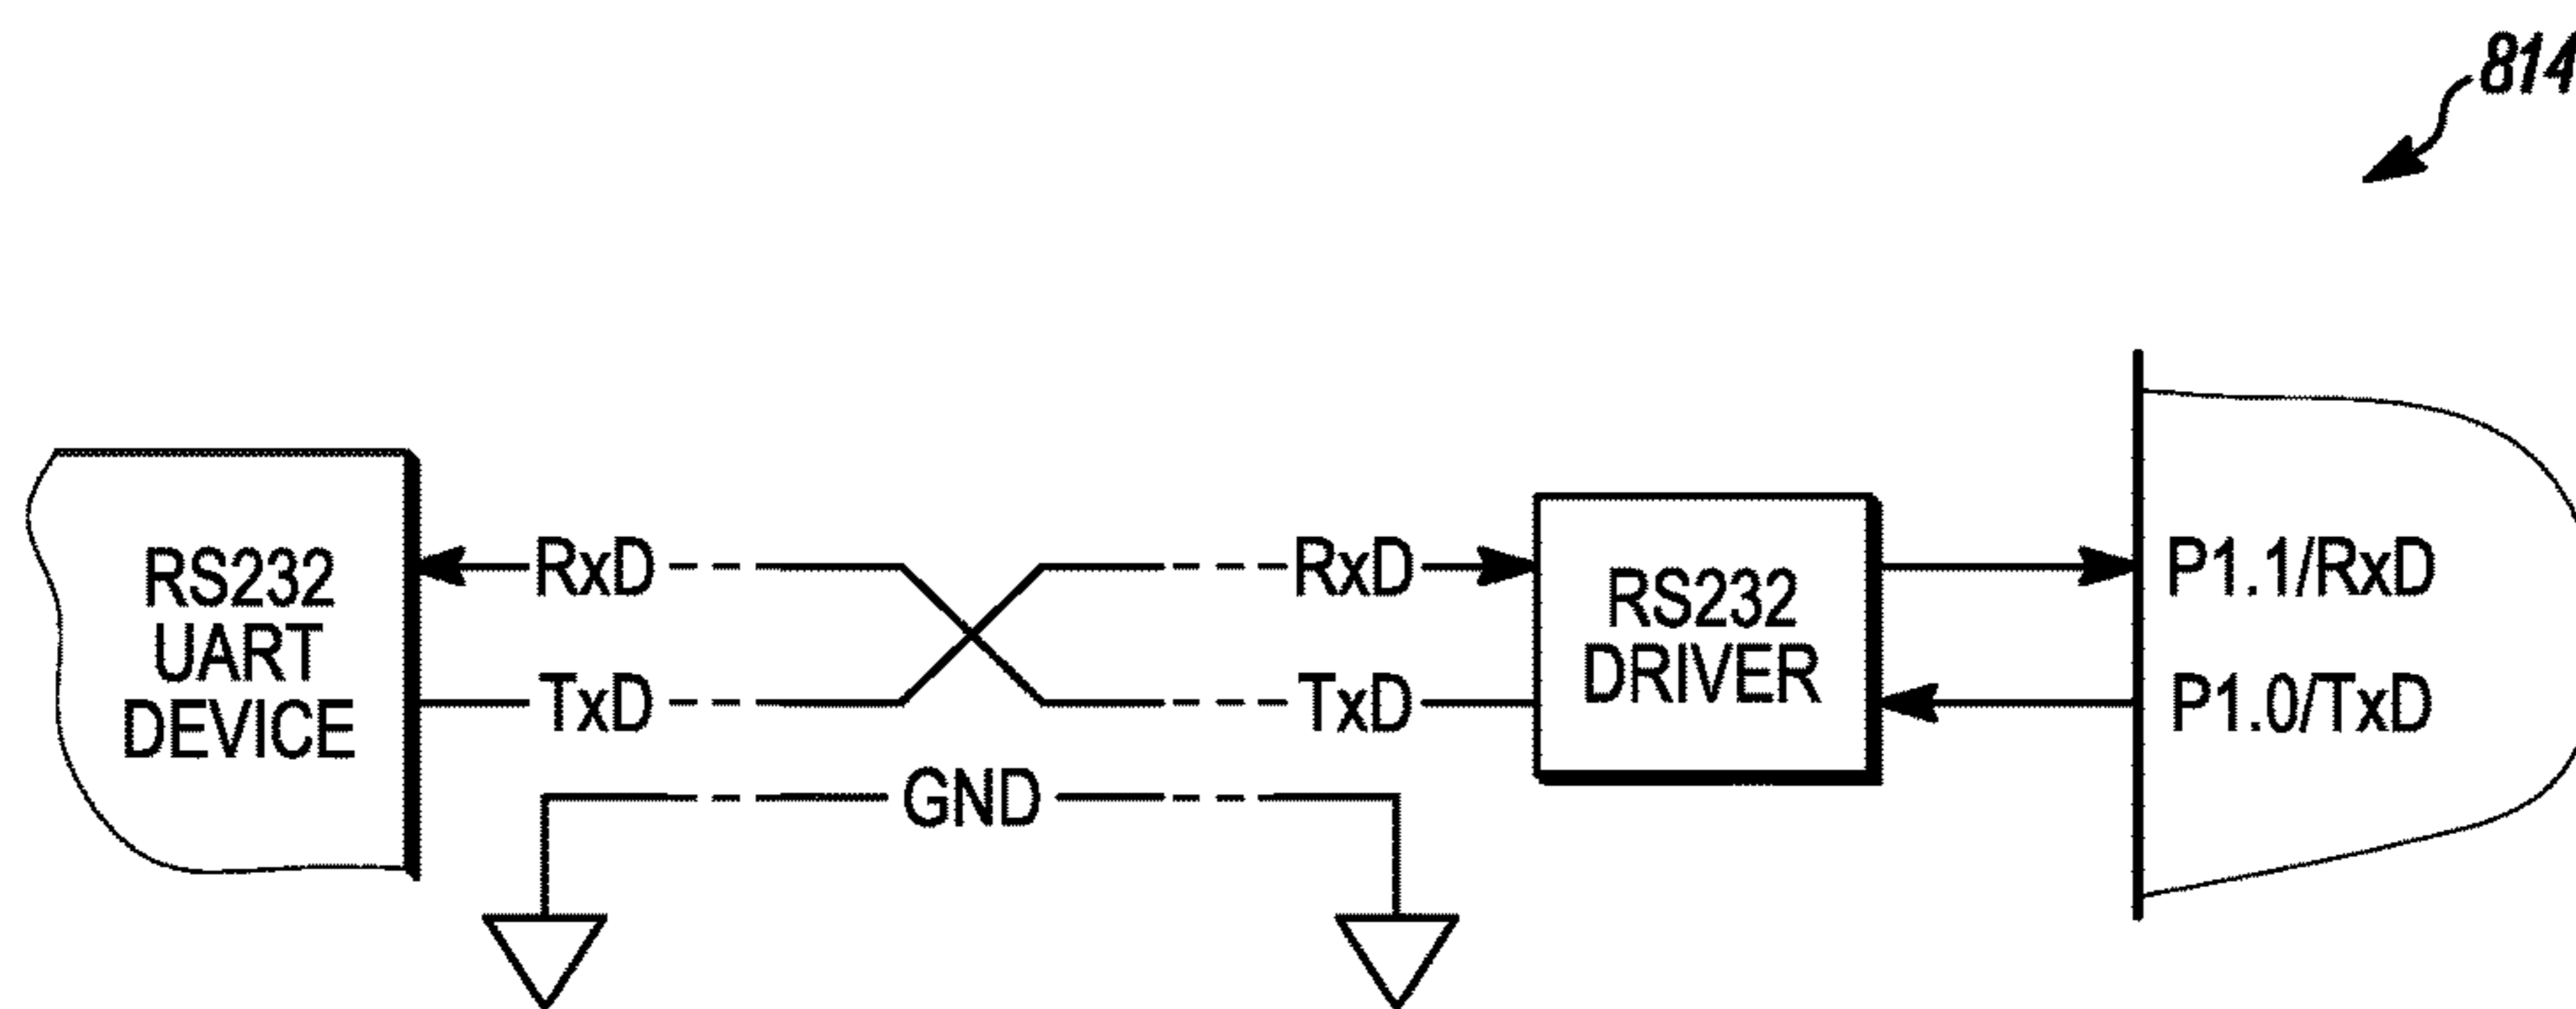 814
RS232
UART
DEVICE
RxD
TxD
GND
RxD
TxD
RS232
DRIVER
P1.1/RxD
P1.0/TxD